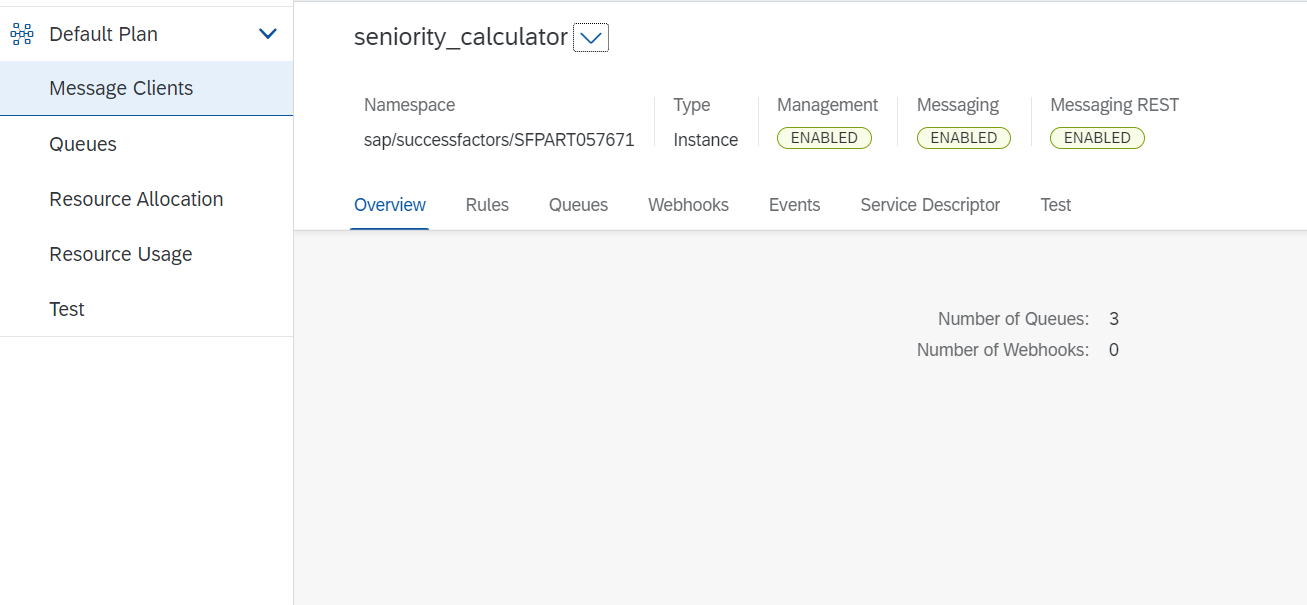 Default Plan
Message Clients
Queues
Resource Allocation
Resource Usage
Test
seniority_calculator
Namespace
sap/successfactors/SFPART057671
Type
Instance
Management
ENABLED
Messaging
ENABLED
Messaging REST
ENABLED
Overview Rules Queues Webhooks Events Service Descriptor Test
Number of Queues: 3
Number of Webhooks: 0